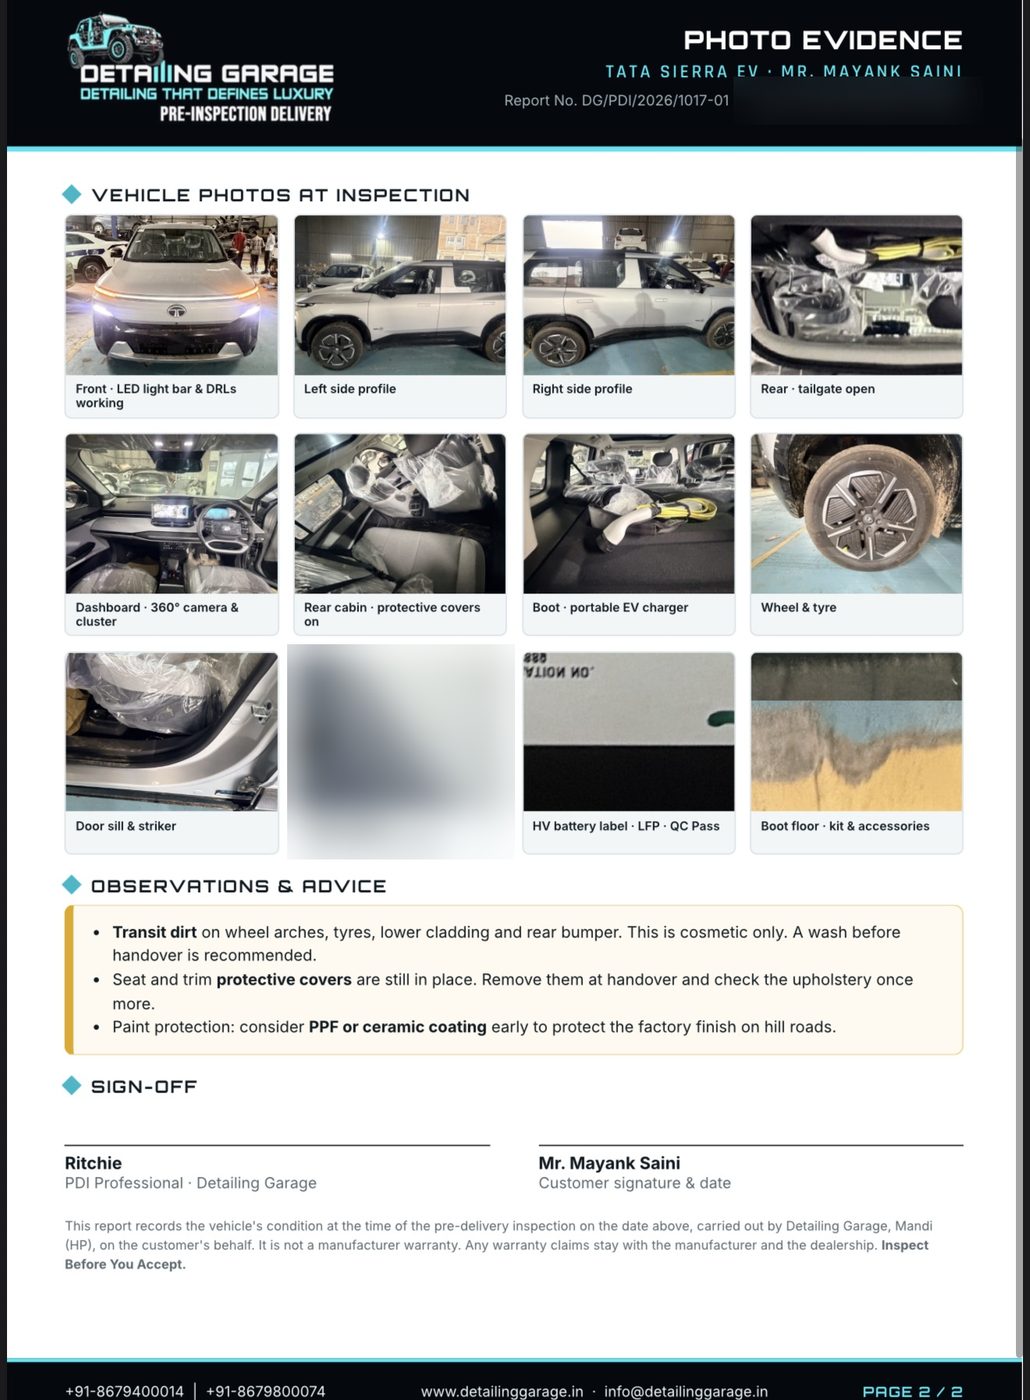 DETAILING GARAGE
DETAILING THAT DEFINES LUXURY
PRE-INSPECTION DELIVERY
PHOTO EVIDENCE
TATA SIERRA EV · MR. MAYANK SAINI
Report No. DG/PDI/2026/1017-01
VEHICLE PHOTOS AT INSPECTION
Front · LED light bar & DRLs
working
Left side profile
Right side profile
Rear · tailgate open
Dashboard · 360° camera &
cluster
Rear cabin · protective covers
on
Boot · portable EV charger
Wheel & tyre
ATION NO.
Door sill & striker
HV battery label · LFP · QC Pass
Boot floor · kit & accessories
OBSERVATIONS & ADVICE
• Transit dirt on wheel arches, tyres, lower cladding and rear bumper. This is cosmetic only. A wash before
handover is recommended.
• Seat and trim protective covers are still in place. Remove them at handover and check the upholstery once
more.
• Paint protection: consider PPF or ceramic coating early to protect the factory finish on hill roads.
SIGN-OFF
Ritchie
PDI Professional · Detailing Garage
Mr. Mayank Saini
Customer signature & date
This report records the vehicle's condition at the time of the pre-delivery inspection on the date above, carried out by Detailing Garage, Mandi
(HP), on the customer's behalf. It is not a manufacturer warranty. Any warranty claims stay with the manufacturer and the dealership. Inspect
Before You Accept.
+91-8679400014 | +91-8679800074
www.detailinggarage.in · info@detailinggarage.in
PAGE 2 / 2